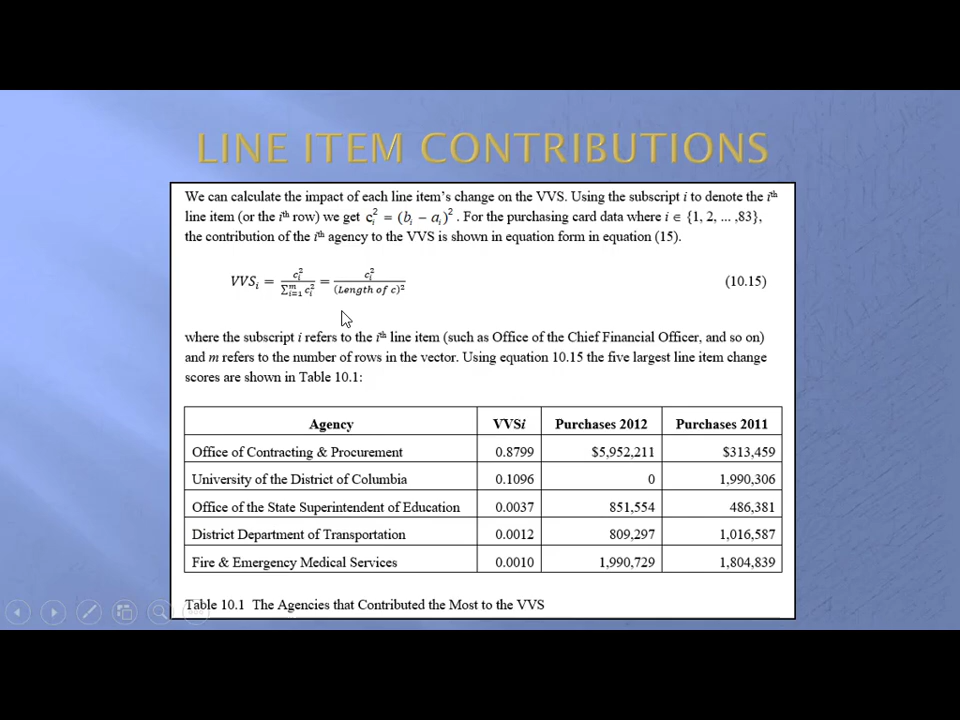 LINE ITEM CONTRIBUTIONS
We can calculate the impact of each line item's change on the VVS. Using the subscript i to denote the iᵗʰ
line item (or the iᵗʰ row) we get cᵢ² = (bᵢ − aᵢ)². For the purchasing card data where i ∈ {1, 2, ... ,83},
the contribution of the iᵗʰ agency to the VVS is shown in equation form in equation (15).
VVSᵢ = cᵢ² / ∑ᵢ₌₁ᵐ cᵢ² = cᵢ² / (Length of c)² (10.15)
where the subscript i refers to the iᵗʰ line item (such as Office of the Chief Financial Officer, and so on)
and m refers to the number of rows in the vector. Using equation 10.15 the five largest line item change
scores are shown in Table 10.1:
Agency VVSi Purchases 2012 Purchases 2011
Office of Contracting & Procurement 0.8799 $5,952,211 $313,459
University of the District of Columbia 0.1096 0 1,990,306
Office of the State Superintendent of Education 0.0037 851,554 486,381
District Department of Transportation 0.0012 809,297 1,016,587
Fire & Emergency Medical Services 0.0010 1,990,729 1,804,839
Table 10.1 The Agencies that Contributed the Most to the VVS